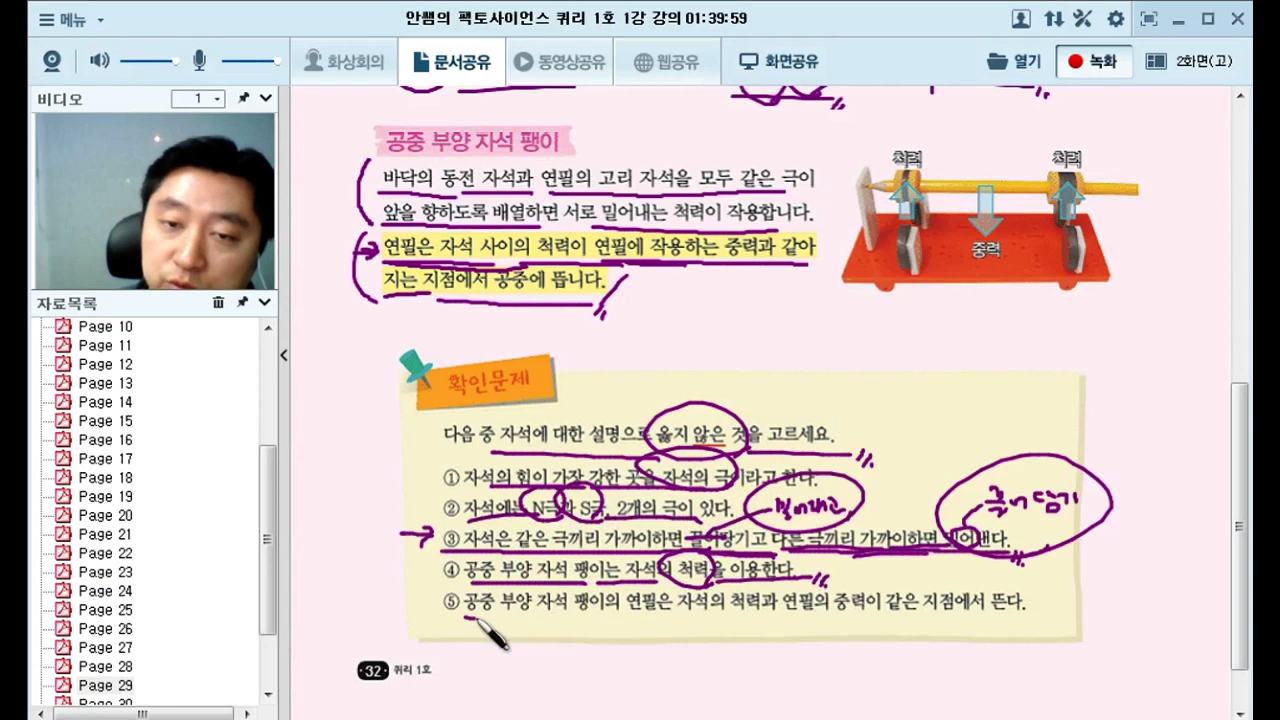 메뉴
안쌤의 팩토사이언스 퀴리 1호 1강 강의 01:39:59
화상회의
문서공유
동영상공유
웹공유
화면공유
열기
녹화
2화면(고)
비디오
1
자료목록
Page 10
Page 11
Page 12
Page 13
Page 14
Page 15
Page 16
Page 17
Page 18
Page 19
Page 20
Page 21
Page 22
Page 23
Page 24
Page 25
Page 26
Page 27
Page 28
Page 29
공중 부양 자석 팽이
바닥의 동전 자석과 연필의 고리 자석을 모두 같은 극이
앞을 향하도록 배열하면 서로 밀어내는 척력이 작용합니다.
연필은 자석 사이의 척력이 연필에 작용하는 중력과 같아
지는 지점에서 공중에 뜹니다.
척력
척력
중력
확인문제
다음 중 자석에 대한 설명으로 옳지 않은 것을 고르세요.
① 자석의 힘이 가장 강한 곳을 자석의 극이라고 한다.
② 자석에는 N극과 S극, 2개의 극이 있다.
밀어내고
③ 자석은 같은 극끼리 가까이하면 끌어당기고 다른 극끼리 가까이하면 밀어낸다.
④ 공중 부양 자석 팽이는 자석의 척력을 이용한다.
⑤ 공중 부양 자석 팽이의 연필은 자석의 척력과 연필의 중력이 같은 지점에서 뜬다.
32 퀴리 1호